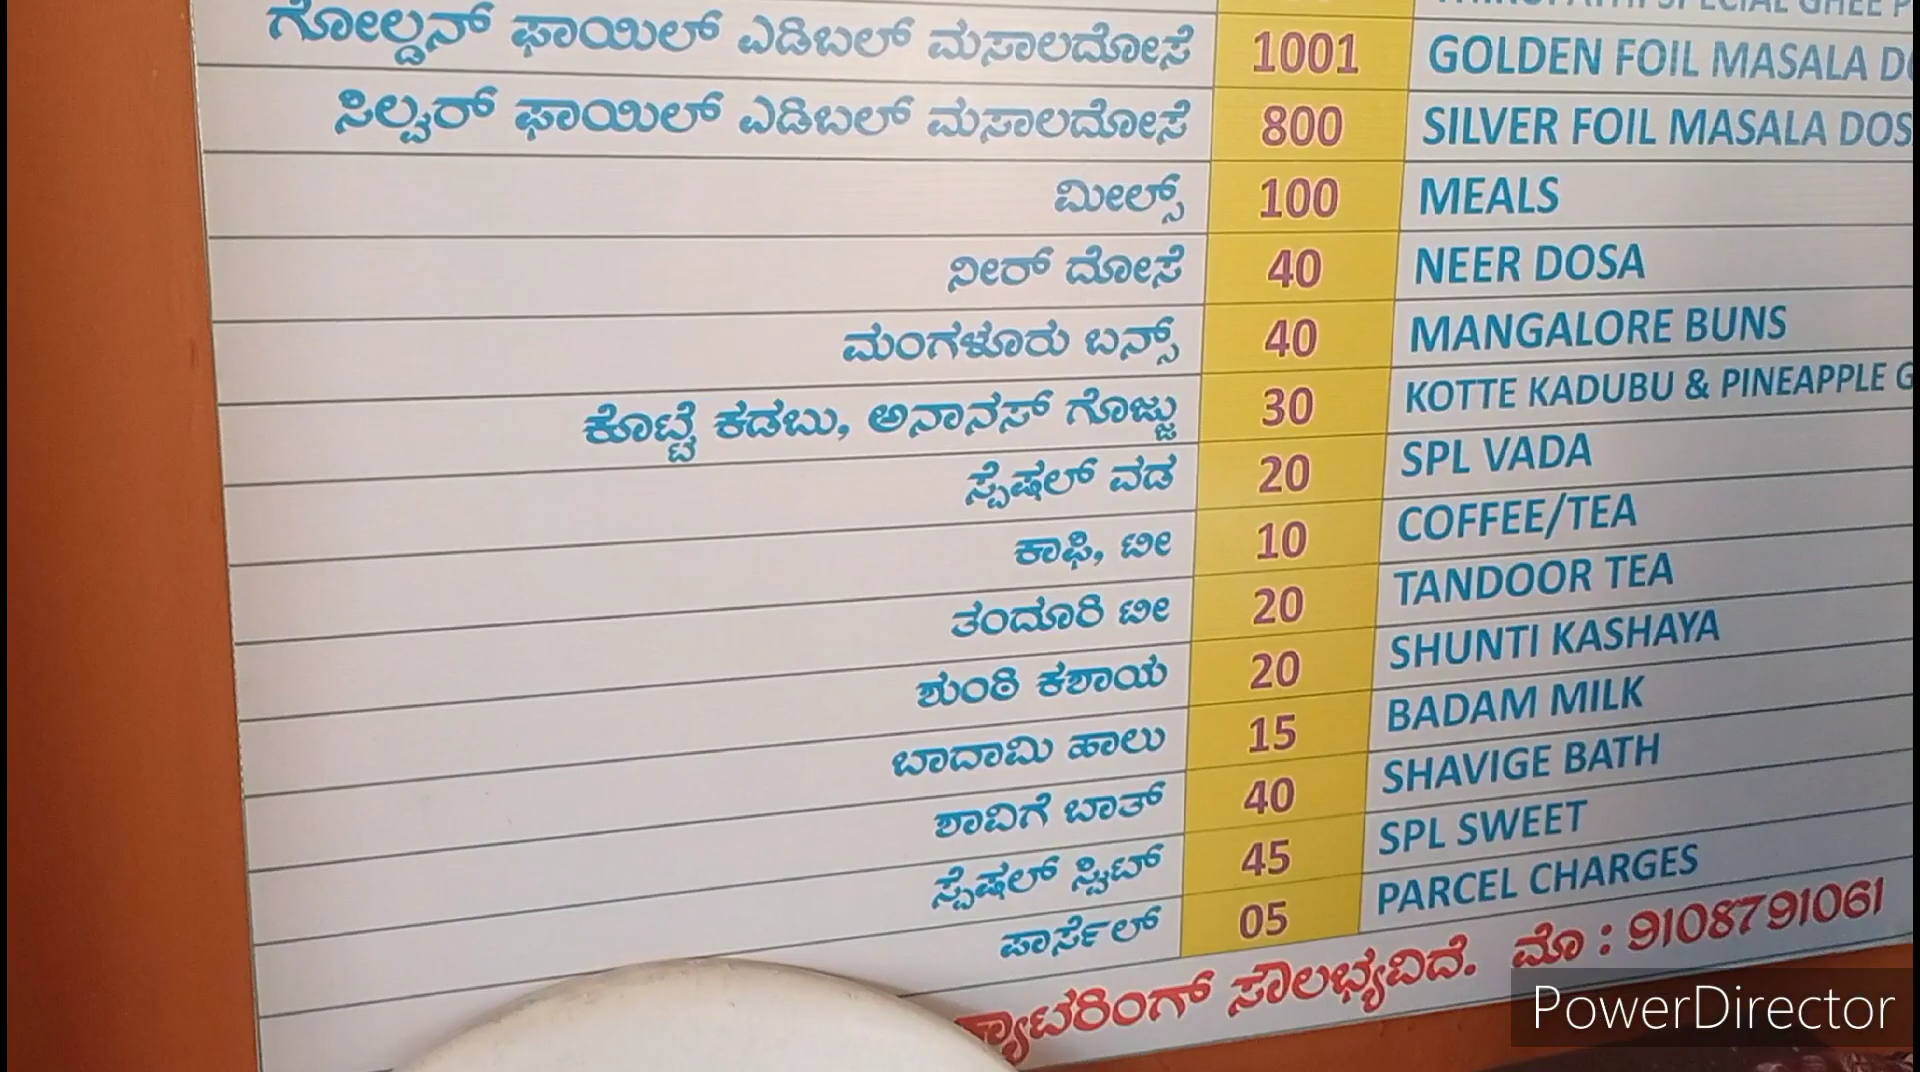 ಗೋಲ್ಡನ್ ಫಾಯಿಲ್ ಎಡಿಬಲ್ ಮಸಾಲದೋಸೆ 1001 GOLDEN FOIL MASALA
ಸಿಲ್ವರ್ ಫಾಯಿಲ್ ಎಡಿಬಲ್ ಮಸಾಲದೋಸೆ 800 SILVER FOIL MASALA DOS
ಮೀಲ್ಸ್ 100 MEALS
ನೀರ್ ದೋಸೆ 40 NEER DOSA
ಮಂಗಳೂರು ಬನ್ಸ್ 40 MANGALORE BUNS
ಕೊಟ್ಟೆ ಕಡಬು, ಅನಾನಸ್ ಗೊಜ್ಜು 30 KOTTE KADUBU & PINEAPPLE G
ಸ್ಪೆಷಲ್ ವಡ 20 SPL VADA
ಕಾಫಿ, ಟೀ 10 COFFEE/TEA
ತಂದೂರಿ ಟೀ 20 TANDOOR TEA
ಶುಂಠಿ ಕಶಾಯ 20 SHUNTI KASHAYA
ಬಾದಾಮಿ ಹಾಲು 15 BADAM MILK
ಶಾವಿಗೆ ಬಾತ್ 40 SHAVIGE BATH
ಸ್ಪೆಷಲ್ ಸ್ವಿಟ್ 45 SPL SWEET
ಪಾರ್ಸೆಲ್ 05 PARCEL CHARGES
ಕ್ಯಾಟರಿಂಗ್ ಸೌಲಭ್ಯವಿದೆ. ಮೊ : 9108791061
PowerDirector